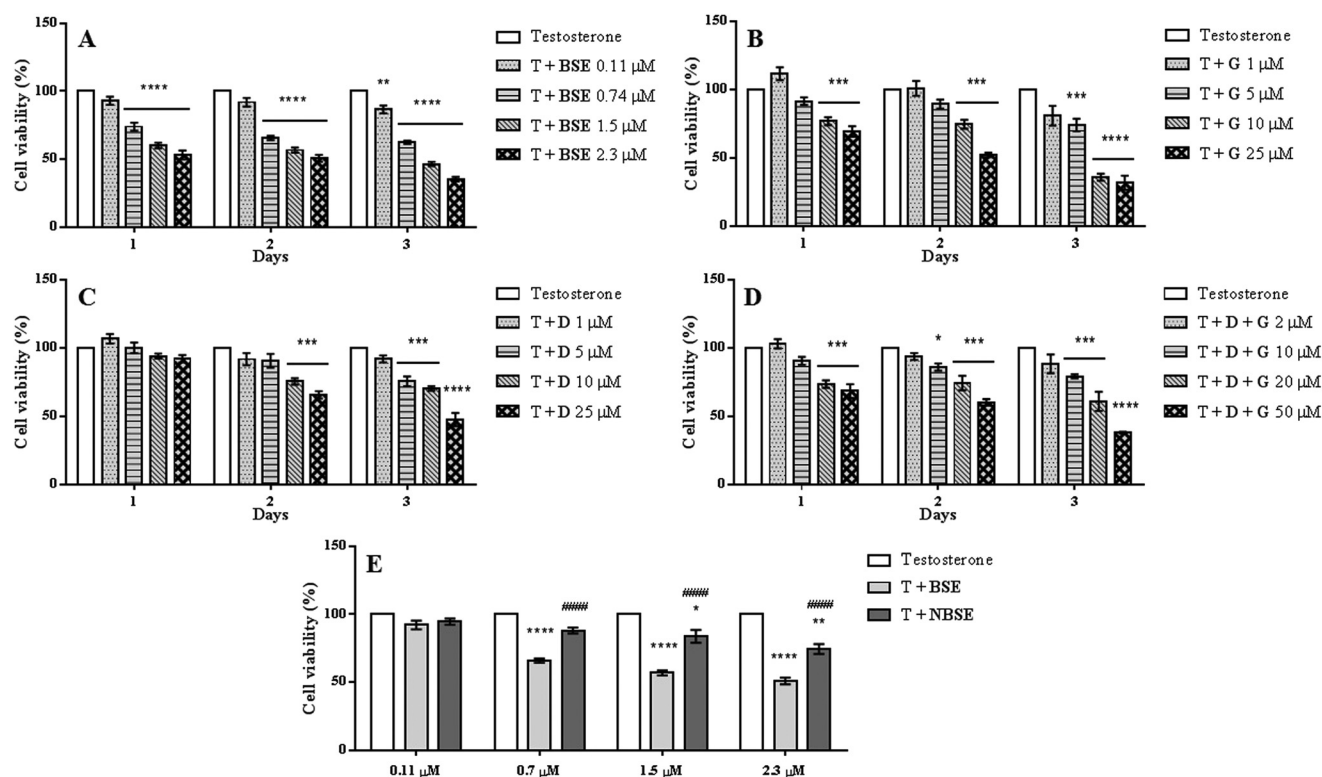 A
Cell viability (%)
150
100
50
0
****
****
**
****
1
2
3
Days
Testosterone
T + BSE 0.11 µM
T + BSE 0.74 µM
T + BSE 1.5 µM
T + BSE 2.3 µM
B
Cell viability (%)
150
100
50
0
***
***
***
****
1
2
3
Days
Testosterone
T + G 1 µM
T + G 5 µM
T + G 10 µM
T + G 25 µM
C
Cell viability (%)
150
100
50
0
***
***
****
1
2
3
Days
Testosterone
T + D 1 µM
T + D 5 µM
T + D 10 µM
T + D 25 µM
D
Cell viability (%)
150
100
50
0
***
*
***
***
****
1
2
3
Days
Testosterone
T + D + G 2 µM
T + D + G 10 µM
T + D + G 20 µM
T + D + G 50 µM
E
Cell viability (%)
150
100
50
0
****
####
****
####
*
****
####
**
0.11 µM
0.7 µM
1.5 µM
2.3 µM
Testosterone
T + BSE
T + NBSE